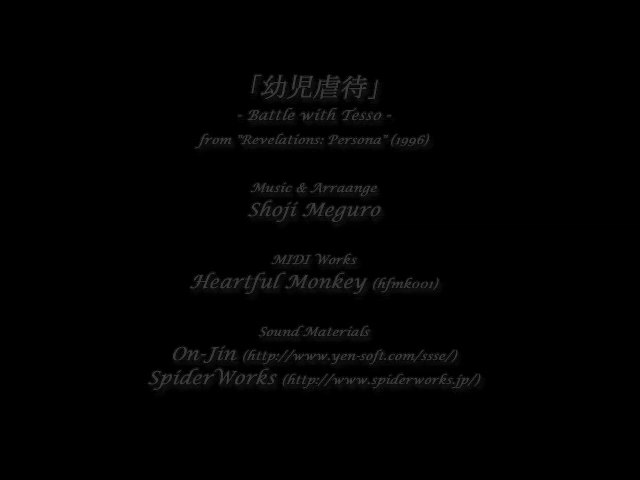 「幼児虐待」
- Battle with Tesso -
from "Revelations: Persona" (1996)
Music & Arraange
Shoji Meguro
MIDI Works
Heartful Monkey (hfmk001)
Sound Materials
On-Jin (http://www.yen-soft.com/ssse/)
SpiderWorks (http://www.spiderworks.jp/)